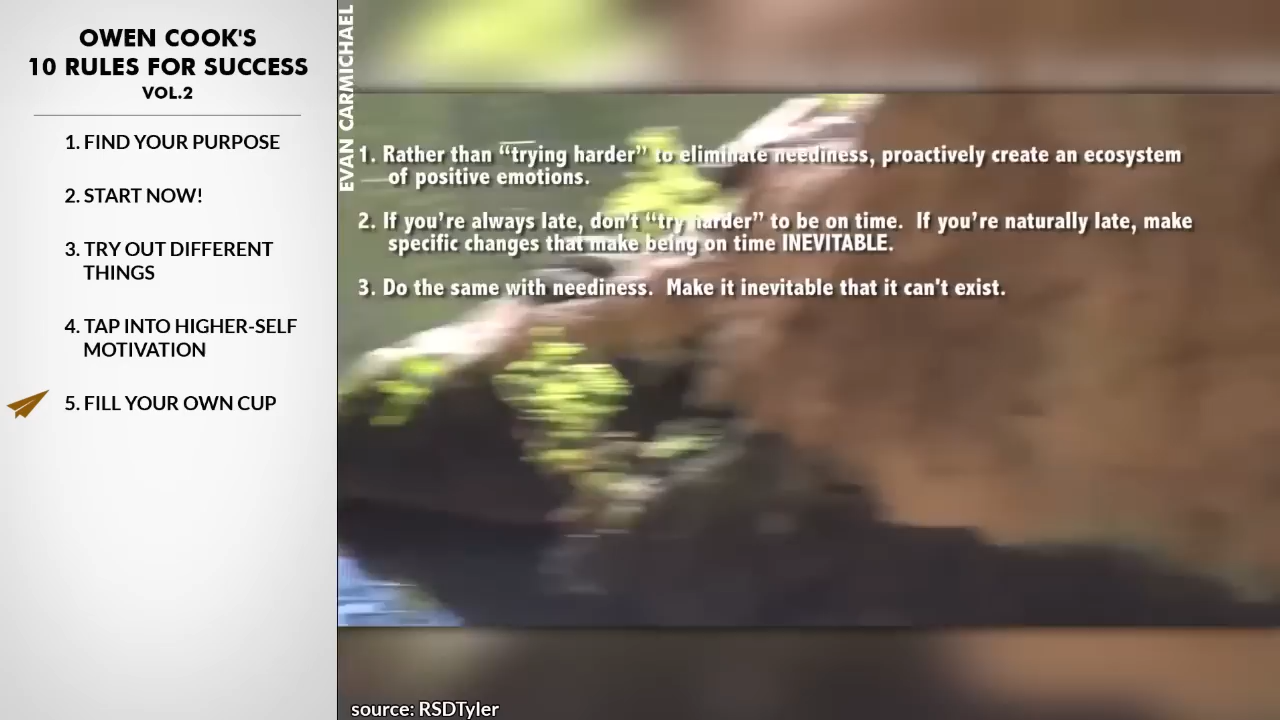 OWEN COOK'S
10 RULES FOR SUCCESS
VOL.2
1. FIND YOUR PURPOSE
2. START NOW!
3. TRY OUT DIFFERENT
THINGS
4. TAP INTO HIGHER-SELF
MOTIVATION
5. FILL YOUR OWN CUP
EVAN CARMICHAEL
1. Rather than “trying harder” to eliminate neediness, proactively create an ecosystem
of positive emotions.
2. If you’re always late, don’t “try harder” to be on time.  If you’re naturally late, make
specific changes that make being on time INEVITABLE.
3. Do the same with neediness.  Make it inevitable that it can’t exist.
source: RSDTyler